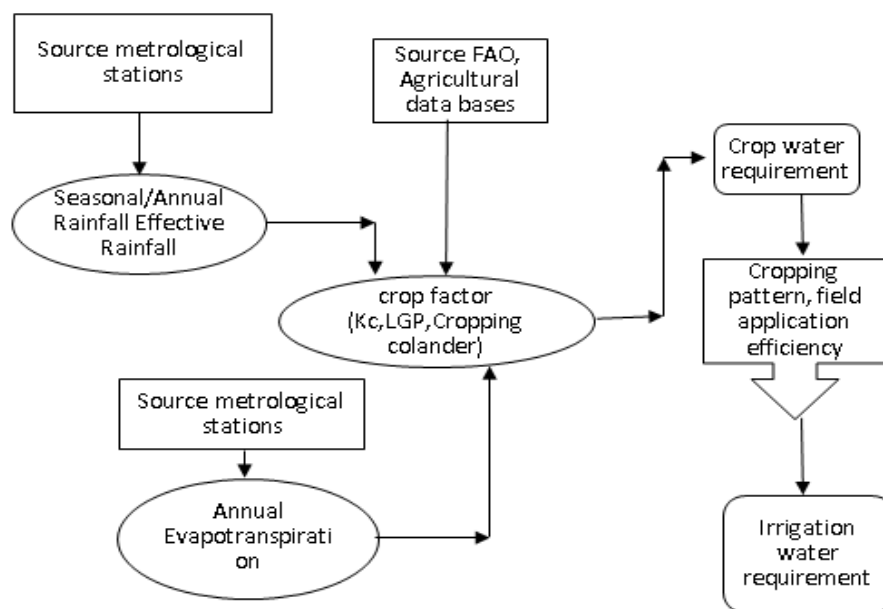 Source metrological
stations
Source FAO,
Agricultural
data bases
Crop water
requirement
Seasonal/Annual
Rainfall Effective
Rainfall
Cropping
pattern, field
application
efficiency
crop factor
(Kc,LGP,Cropping
colander)
Source metrological
stations
Annual
Evapotranspirati
on
Irrigation
water
requirement